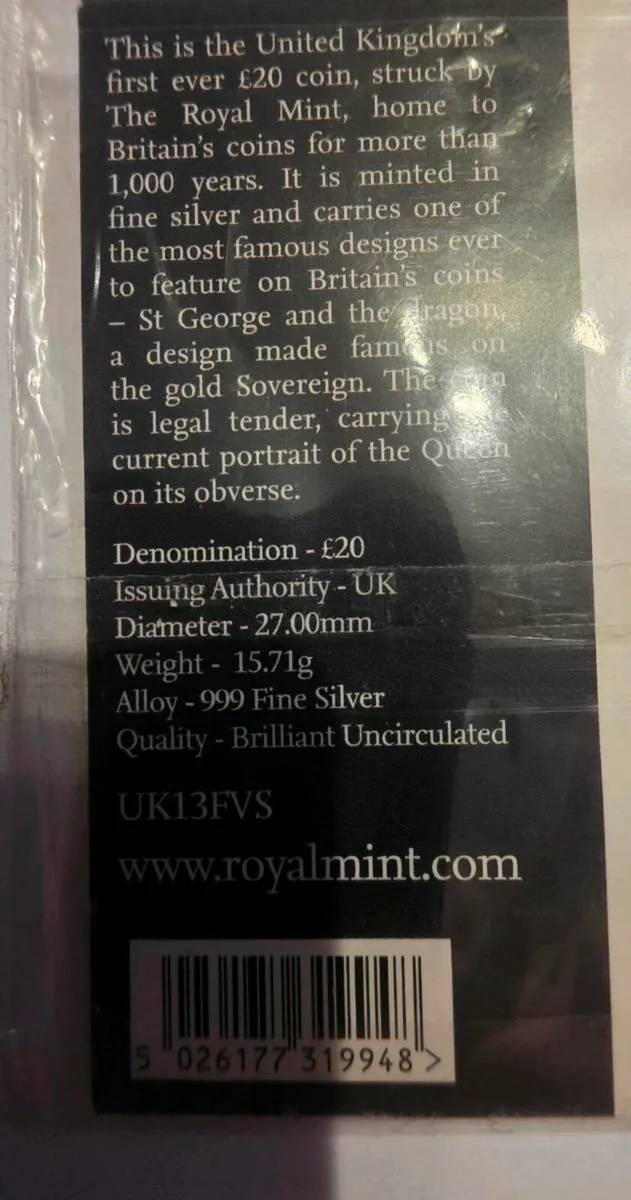 This is the United Kingdom's
first ever £20 coin, struck by
The Royal Mint, home to
Britain's coins for more than
1,000 years. It is minted in
fine silver and carries one of
the most famous designs ever
to feature on Britain's coins
– St George and the dragon,
a design made famous on
the gold Sovereign. The coin
is legal tender, carrying the
current portrait of the Queen
on its obverse.
Denomination - £20
Issuing Authority - UK
Diameter - 27.00mm
Weight - 15.71g
Alloy - 999 Fine Silver
Quality - Brilliant Uncirculated
UK13FVS
www.royalmint.com
5 026177 319948 >